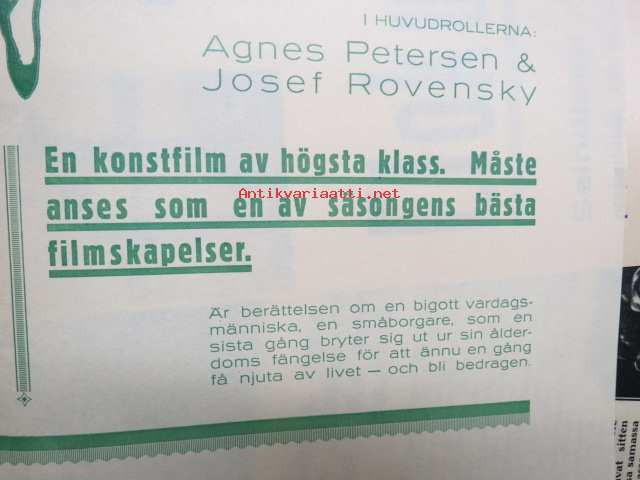 I HUVUDROLLERNA:
Agnes Petersen &
Josef Rovensky
En konstfilm av högsta klass. Måste
Antikvariaatti.net
anses som en av säsongens bästa
filmskapelser.
Är berättelsen om en bigott vardags-
människa, en småborgare, som en
sista gång bryter sig ut ur sin ålder-
doms fängelse för att ännu en gång
få njuta av livet — och bli bedragen.
sitten
samassa